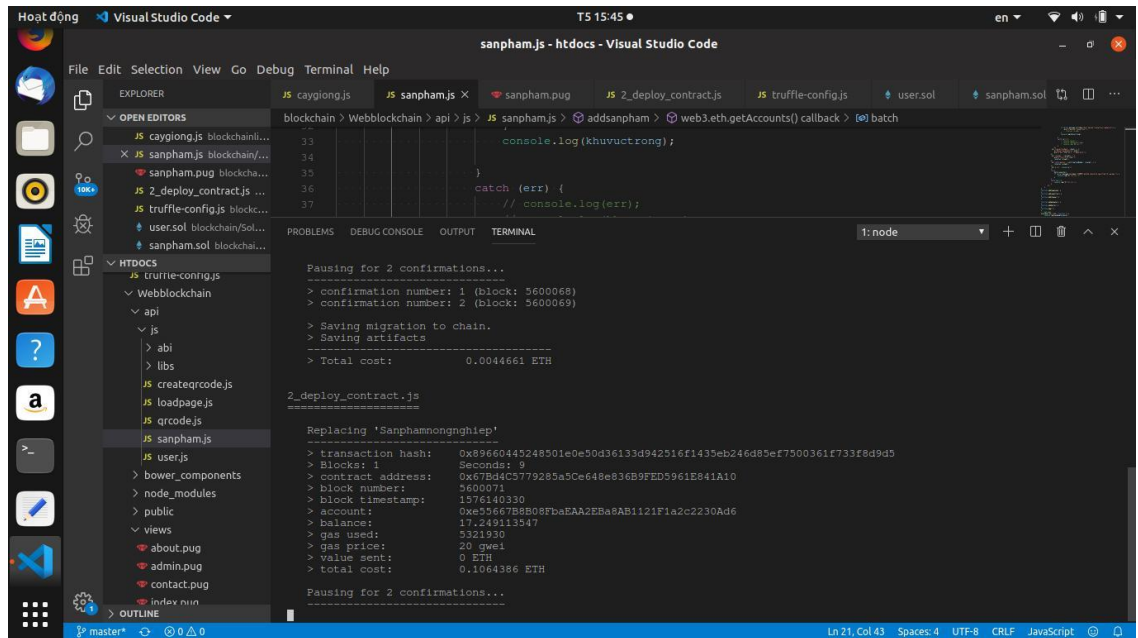 Hoạt động Visual Studio Code T5 15:45 en
sanpham.js - htdocs - Visual Studio Code
File Edit Selection View Go Debug Terminal Help
EXPLORER
OPEN EDITORS
JS caygiong.js blockchainli...
JS sanpham.js blockchain/...
sanpham.pug blockcha...
JS 2_deploy_contract.js ...
JS truffle-config.js blockc...
user.sol blockchain/Sol...
sanpham.sol blockchai...
HTDOCS
JS truffle-config.js
Webblockchain
api
js
abi
libs
JS createqrcode.js
JS loadpage.js
JS qrcode.js
JS sanpham.js
JS user.js
bower_components
node_modules
public
views
about.pug
admin.pug
contact.pug
index.pug
OUTLINE
10K+
1
JS caygiong.js JS sanpham.js sanpham.pug JS 2_deploy_contract.js JS truffle-config.js user.sol sanpham.sol
blockchain > Webblockchain > api > js > JS sanpham.js > addsanpham > web3.eth.getAccounts() callback > batch
33 console.log(khuvuctrong);
34
35 }
36 catch (err) {
37 // console.log(err);
PROBLEMS DEBUG CONSOLE OUTPUT TERMINAL 1: node
Pausing for 2 confirmations...
------------------------------
> confirmation number: 1 (block: 5600068)
> confirmation number: 2 (block: 5600069)
> Saving migration to chain.
> Saving artifacts
-------------------------------------
> Total cost: 0.0044661 ETH
2_deploy_contract.js
====================
Replacing 'Sanphamnongnghiep'
-----------------------------
> transaction hash: 0x89660445248501e0e50d36133d942516f1435eb246d85ef7500361f733f8d9d5
> Blocks: 1 Seconds: 9
> contract address: 0x67Bd4C5779285a5Ce648e836B9FED5961E841A10
> block number: 5600071
> block timestamp: 1576140330
> account: 0xe55667B8B08FbaEAA2EBa8AB1121F1a2c2230Ad6
> balance: 17.249113547
> gas used: 5321930
> gas price: 20 gwei
> value sent: 0 ETH
> total cost: 0.1064386 ETH
Pausing for 2 confirmations...
------------------------------
master* 0 0 Ln 21, Col 43 Spaces: 4 UTF-8 CRLF JavaScript